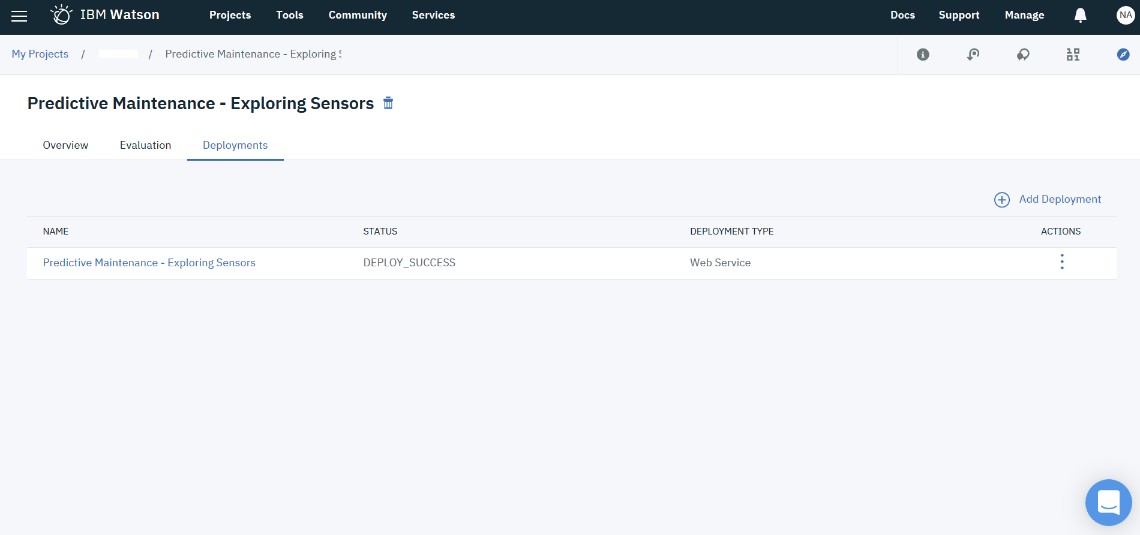 IBM Watson Projects Tools Community Services Docs Support Manage NA
My Projects / / Predictive Maintenance - Exploring
Predictive Maintenance - Exploring Sensors
Overview Evaluation Deployments
Add Deployment
NAME STATUS DEPLOYMENT TYPE ACTIONS
Predictive Maintenance - Exploring Sensors DEPLOY_SUCCESS Web Service